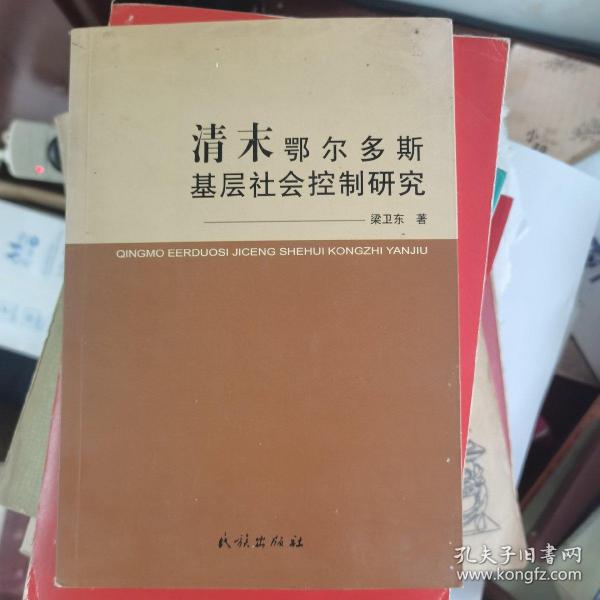 清末 鄂尔多斯
基层社会控制研究
梁卫东 著
QINGMO EERDUOSI JICENG SHEHUI KONGZHI YANJIU
民族出版社
孔夫子旧书网
www.kongfz.com